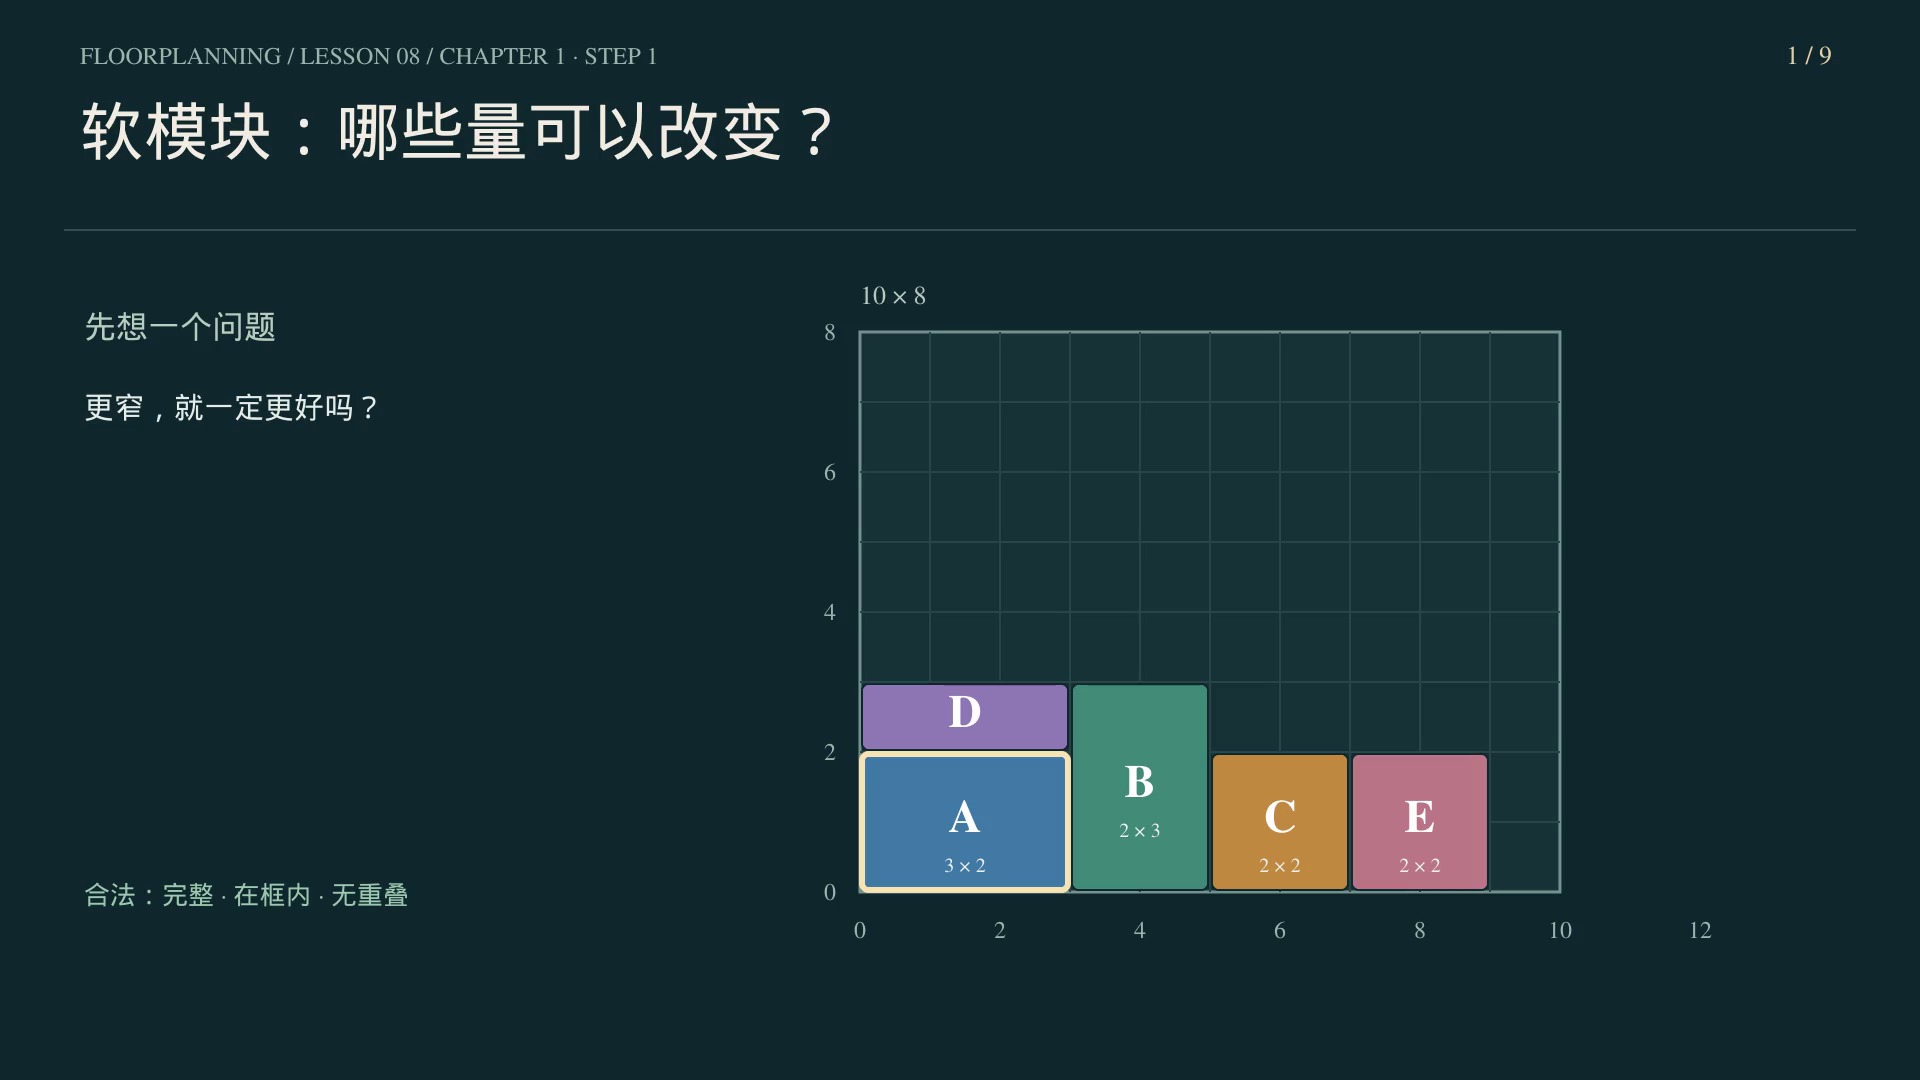 FLOORPLANNING / LESSON 08 / CHAPTER 1 · STEP 1
1 / 9
软模块：哪些量可以改变？
先想一个问题
更窄，就一定更好吗？
合法：完整 · 在框内 · 无重叠
10 × 8
8
6
4
2
0
D
A
3 × 2
B
2 × 3
C
2 × 2
E
2 × 2
0 2 4 6 8 10 12